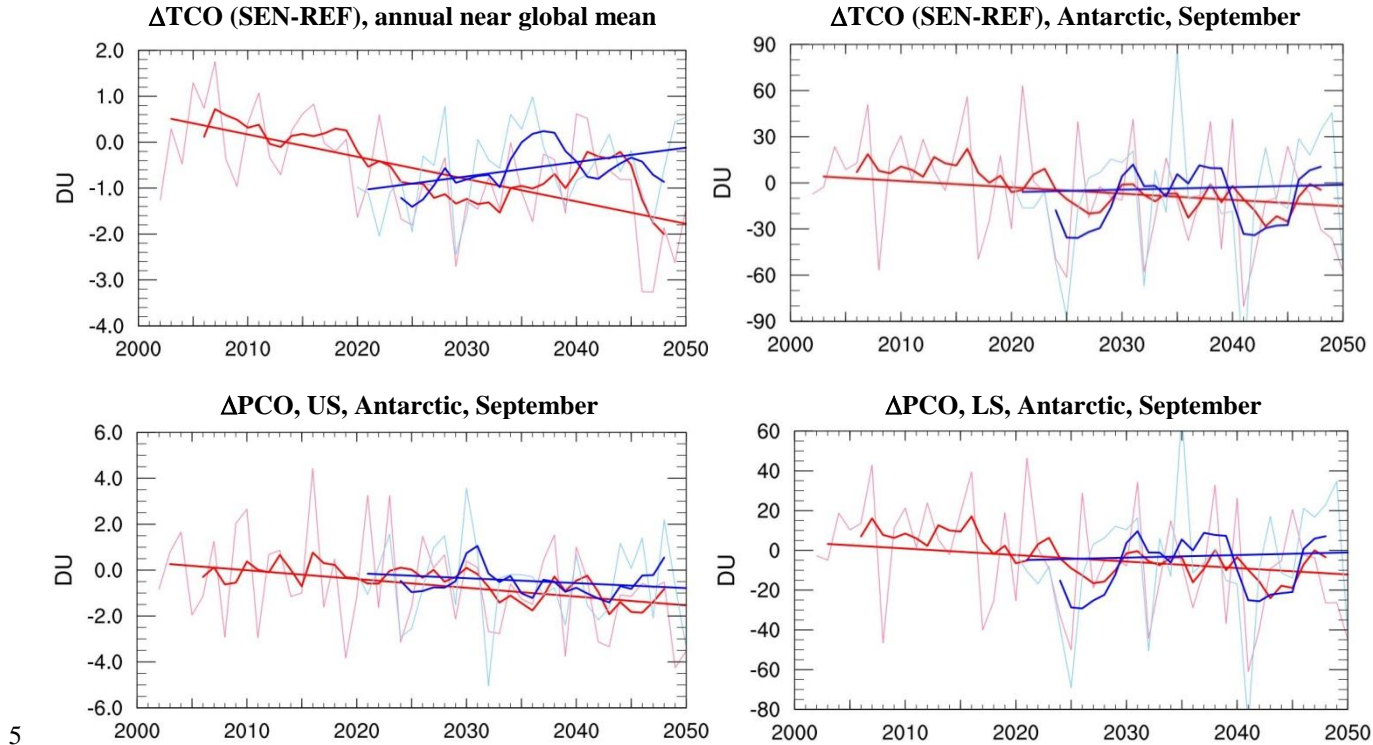 ΔTCO (SEN-REF), annual near global mean
2.0
1.0
0.0
-1.0
-2.0
-3.0
-4.0
DU
2000 2010 2020 2030 2040 2050
ΔTCO (SEN-REF), Antarctic, September
90
60
30
0
-30
-60
-90
DU
2000 2010 2020 2030 2040 2050
ΔPCO, US, Antarctic, September
6.0
4.0
2.0
0.0
-2.0
-4.0
-6.0
DU
2000 2010 2020 2030 2040 2050
ΔPCO, LS, Antarctic, September
60
40
20
0
-20
-40
-60
-80
DU
2000 2010 2020 2030 2040 2050
5